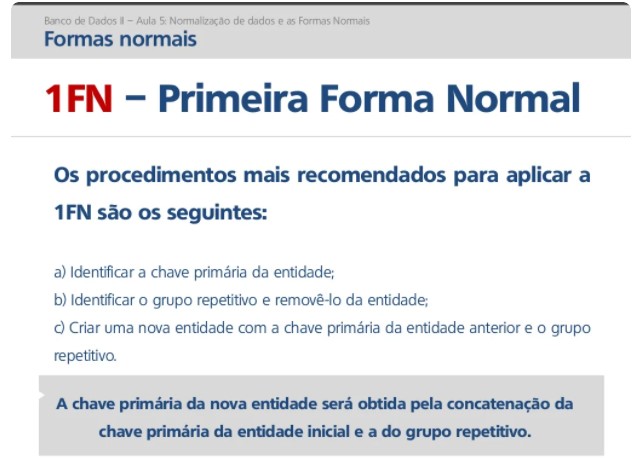 Banco de Dados II – Aula 5: Normalização de dados e as Formas Normais
Formas normais
1FN – Primeira Forma Normal
Os procedimentos mais recomendados para aplicar a
1FN são os seguintes:
a) Identificar a chave primária da entidade;
b) Identificar o grupo repetitivo e removê-lo da entidade;
c) Criar uma nova entidade com a chave primária da entidade anterior e o grupo
repetitivo.
A chave primária da nova entidade será obtida pela concatenação da
chave primária da entidade inicial e a do grupo repetitivo.